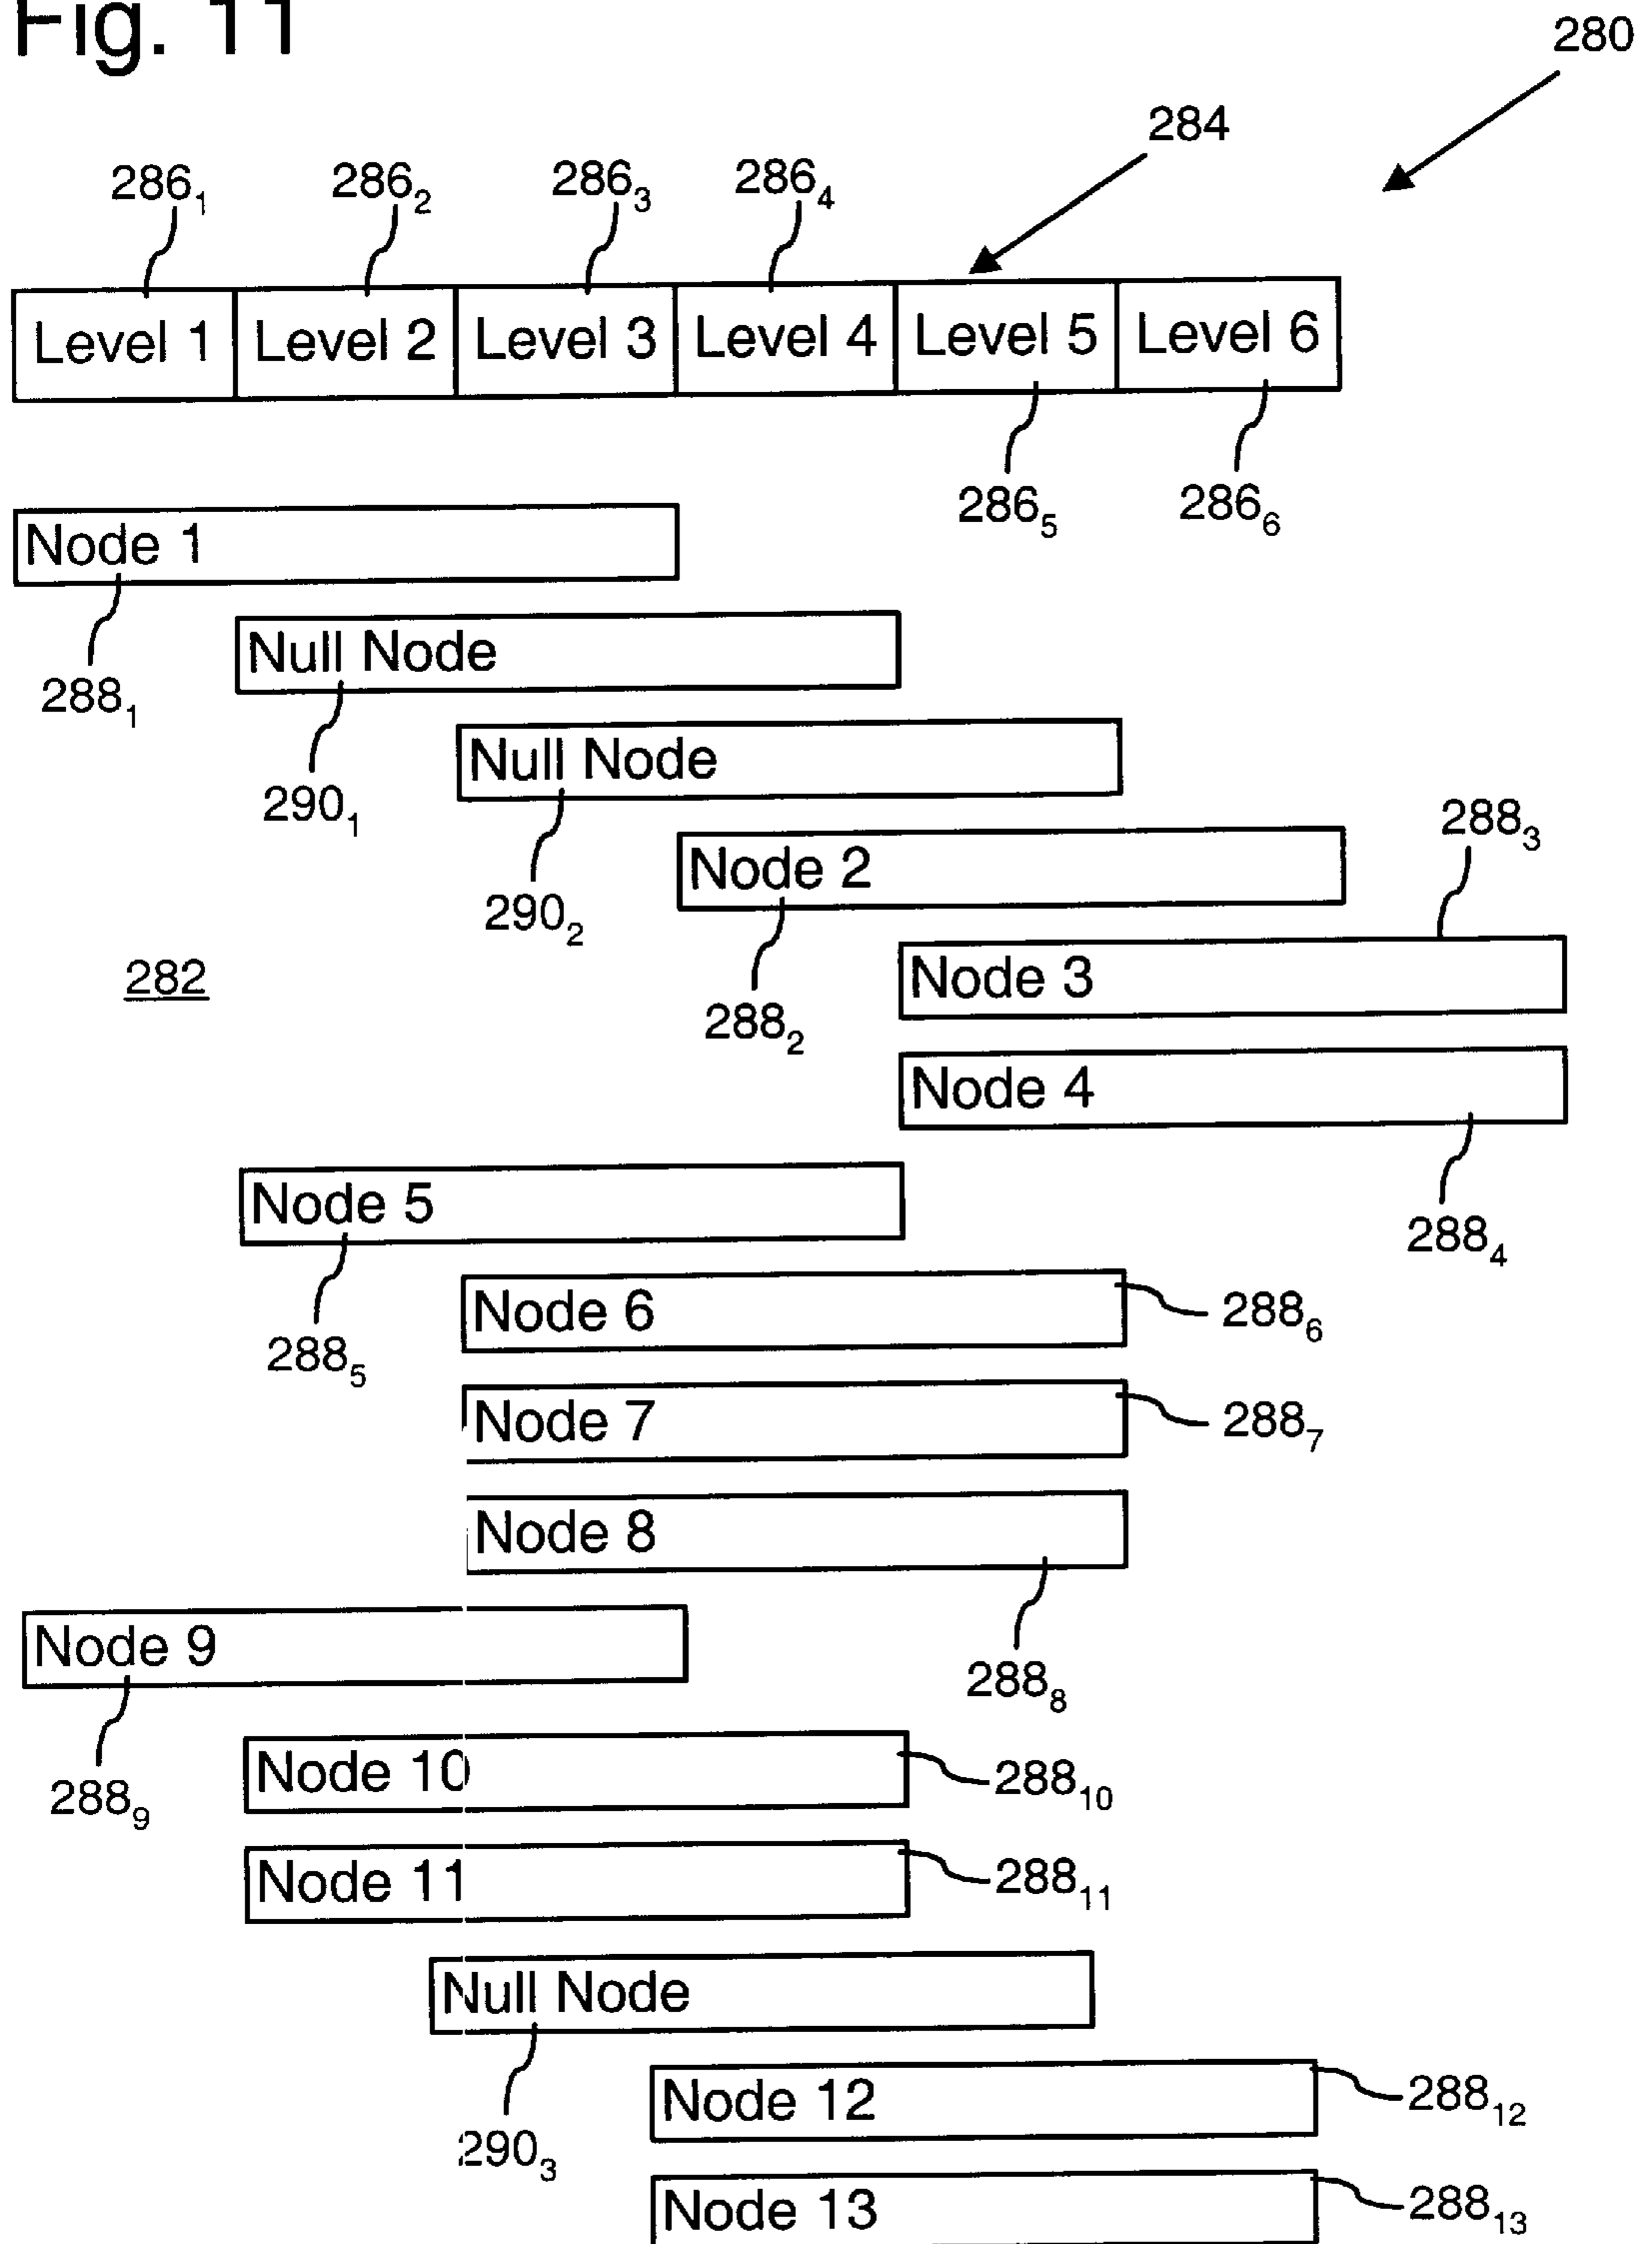 Fig. 11
280
284
286₁ 286₂ 286₃ 286₄
Level 1 Level 2 Level 3 Level 4 Level 5 Level 6
286₅ 286₆
Node 1
288₁
Null Node
290₁
Null Node
290₂
288₃
Node 2
288₂
282
Node 3
Node 4
288₄
Node 5
288₅
Node 6 288₆
Node 7 288₇
Node 8
288₈
Node 9
288₉
Node 10 288₁₀
Node 11 288₁₁
Null Node
290₃
Node 12 288₁₂
Node 13 288₁₃